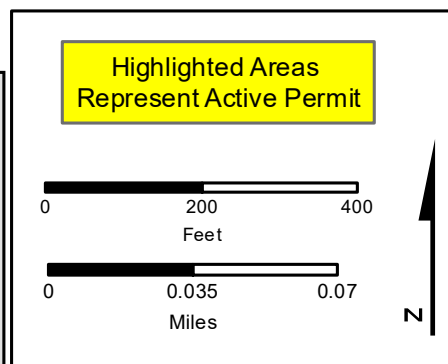 Highlighted Areas
Represent Active Permit
0 200 400
Feet
0 0.035 0.07
Miles
N